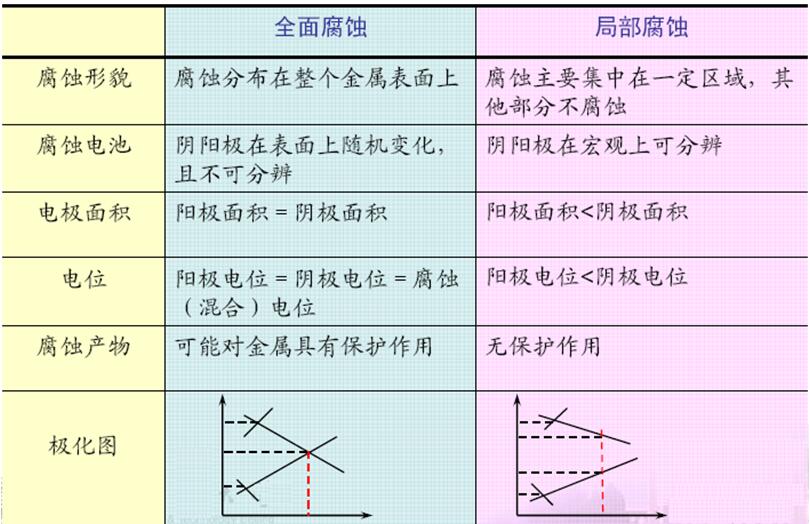 全面腐蚀
局部腐蚀
腐蚀形貌
腐蚀分布在整个金属表面上
腐蚀主要集中在一定区域，其
他部分不腐蚀
腐蚀电池
阴阳极在表面上随机变化，
且不可分辨
阴阳极在宏观上可分辨
电极面积
阳极面积＝阴极面积
阳极面积<阴极面积
电位
阳极电位＝阴极电位＝腐蚀
（混合）电位
阳极电位<阴极电位
腐蚀产物
可能对金属具有保护作用
无保护作用
极化图